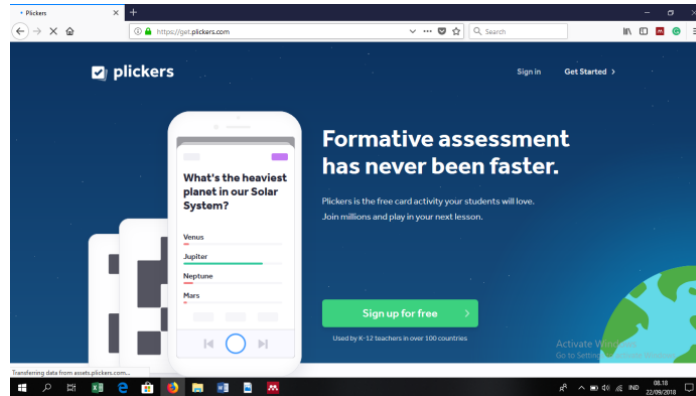 Plickers
https://get.plickers.com
Search
plickers
Sign in
Get Started
Formative assessment
has never been faster.
Plickers is the free card activity your students will love.
Join millions and play in your next lesson.
What's the heaviest
planet in our Solar
System?
Venus
Jupiter
Neptune
Mars
Sign up for free
Used by K-12 teachers in over 100 countries
Activate
Go to
Transferring data from assets.plickers.com...
IND
08.18
22/09/2018